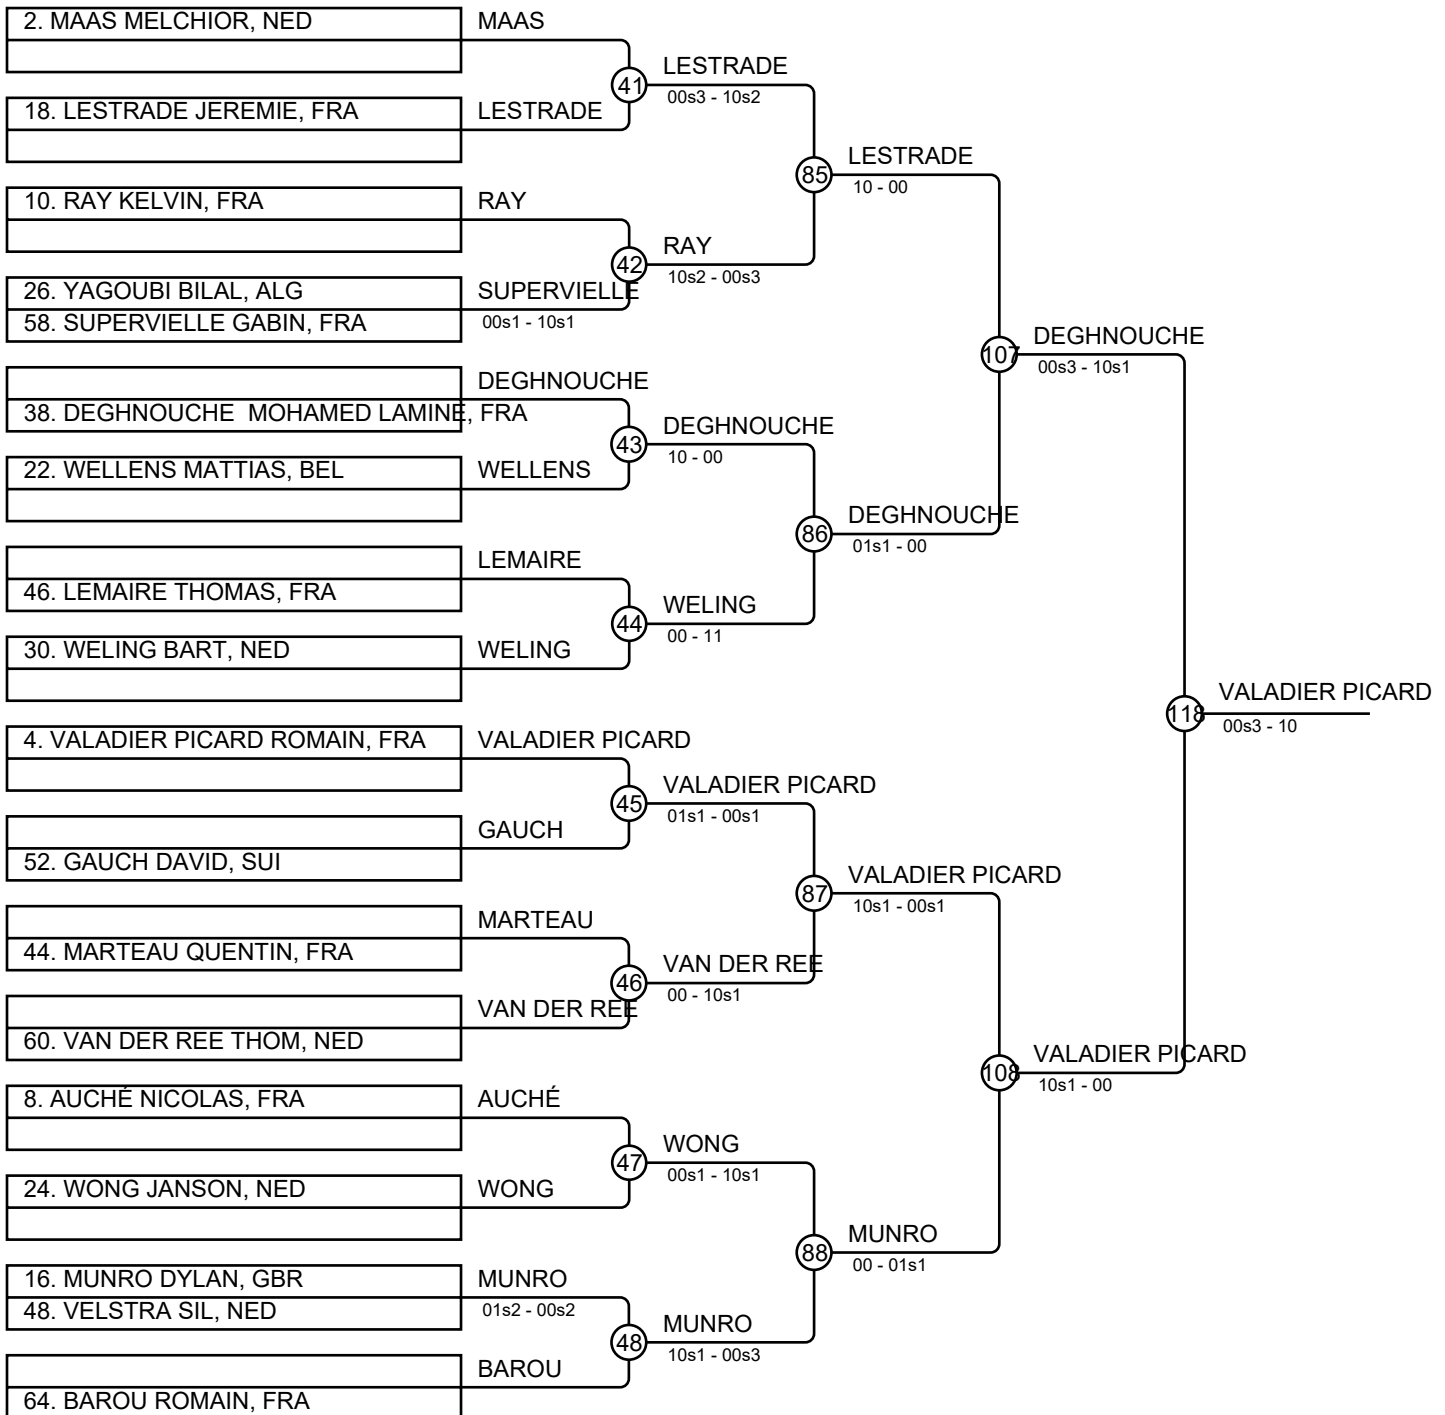 2. MAAS MELCHIOR, NED
MAAS
41
LESTRADE
00s3 - 10s2
18. LESTRADE JEREMIE, FRA
LESTRADE
85
LESTRADE
10 - 00
10. RAY KELVIN, FRA
RAY
42
RAY
10s2 - 00s3
26. YAGOUBI BILAL, ALG
58. SUPERVIELLE GABIN, FRA
SUPERVIELLE
00s1 - 10s1
107
DEGHNOUCHE
00s3 - 10s1
DEGHNOUCHE
38. DEGHNOUCHE  MOHAMED LAMINE, FRA
43
DEGHNOUCHE
10 - 00
22. WELLENS MATTIAS, BEL
WELLENS
86
DEGHNOUCHE
01s1 - 00
LEMAIRE
46. LEMAIRE THOMAS, FRA
44
WELING
00 - 11
30. WELING BART, NED
WELING
118
VALADIER PICARD
00s3 - 10
4. VALADIER PICARD ROMAIN, FRA
VALADIER PICARD
45
VALADIER PICARD
01s1 - 00s1
GAUCH
52. GAUCH DAVID, SUI
87
VALADIER PICARD
10s1 - 00s1
MARTEAU
44. MARTEAU QUENTIN, FRA
46
VAN DER REE
00 - 10s1
VAN DER REE
60. VAN DER REE THOM, NED
108
VALADIER PICARD
10s1 - 00
8. AUCHÉ NICOLAS, FRA
AUCHÉ
47
WONG
00s1 - 10s1
24. WONG JANSON, NED
WONG
88
MUNRO
00 - 01s1
16. MUNRO DYLAN, GBR
48. VELSTRA SIL, NED
MUNRO
01s2 - 00s2
48
MUNRO
10s1 - 00s3
BAROU
64. BAROU ROMAIN, FRA